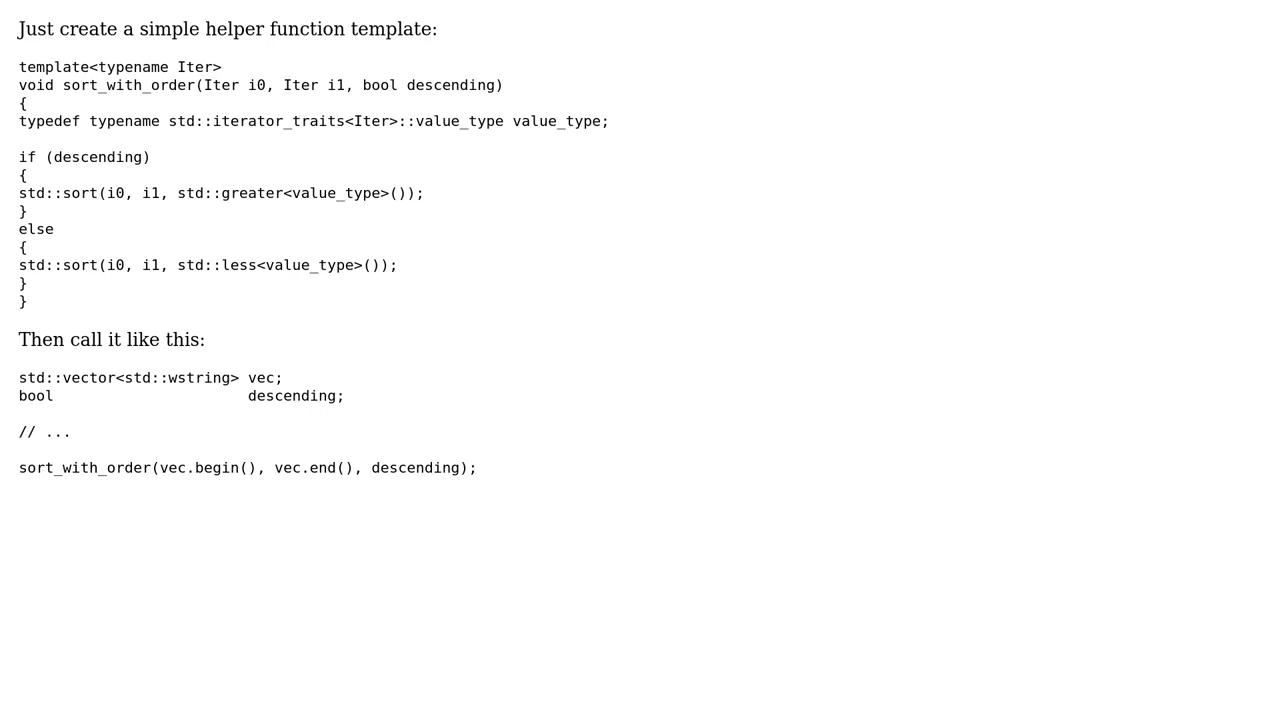 Just create a simple helper function template:
template<typename Iter>
void sort_with_order(Iter i0, Iter i1, bool descending)
{
typedef typename std::iterator_traits<Iter>::value_type value_type;
if (descending)
{
std::sort(i0, i1, std::greater<value_type>());
}
else
{
std::sort(i0, i1, std::less<value_type>());
}
}
Then call it like this:
std::vector<std::wstring> vec;
bool                      descending;
// ...
sort_with_order(vec.begin(), vec.end(), descending);